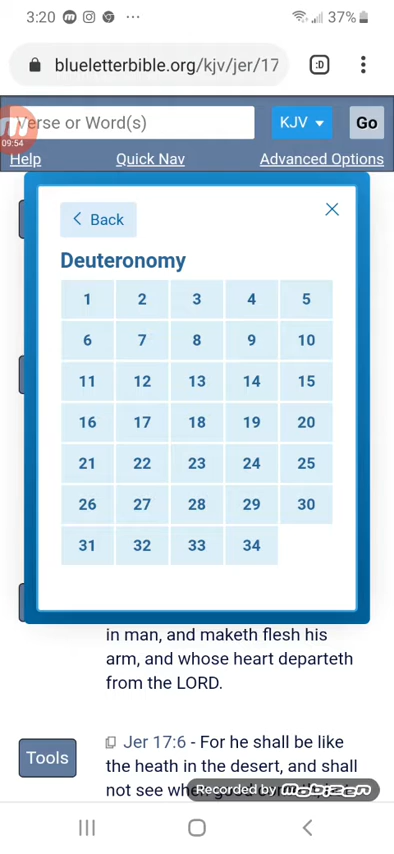 3:20 37%
blueletterbible.org/kjv/jer/17 :D
Verse or Word(s) KJV Go
09:54
Help Quick Nav Advanced Options
Back
Deuteronomy
1 2 3 4 5
6 7 8 9 10
11 12 13 14 15
16 17 18 19 20
21 22 23 24 25
26 27 28 29 30
31 32 33 34
in man, and maketh flesh his
arm, and whose heart departeth
from the LORD.
Tools Jer 17:6 - For he shall be like
the heath in the desert, and shall
not see when good
Recorded by MOBIZEN